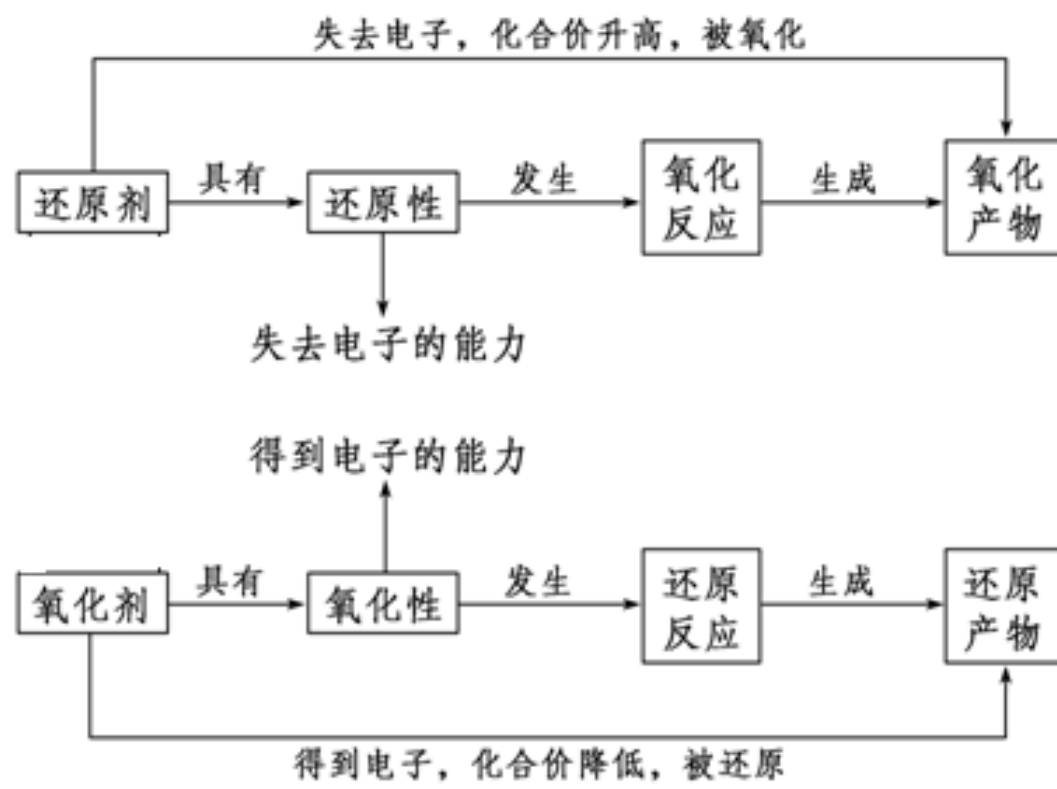 失去电子，化合价升高，被氧化
还原剂
具有
还原性
发生
氧化
反应
生成
氧化
产物
失去电子的能力
得到电子的能力
氧化剂
具有
氧化性
发生
还原
反应
生成
还原
产物
得到电子，化合价降低，被还原